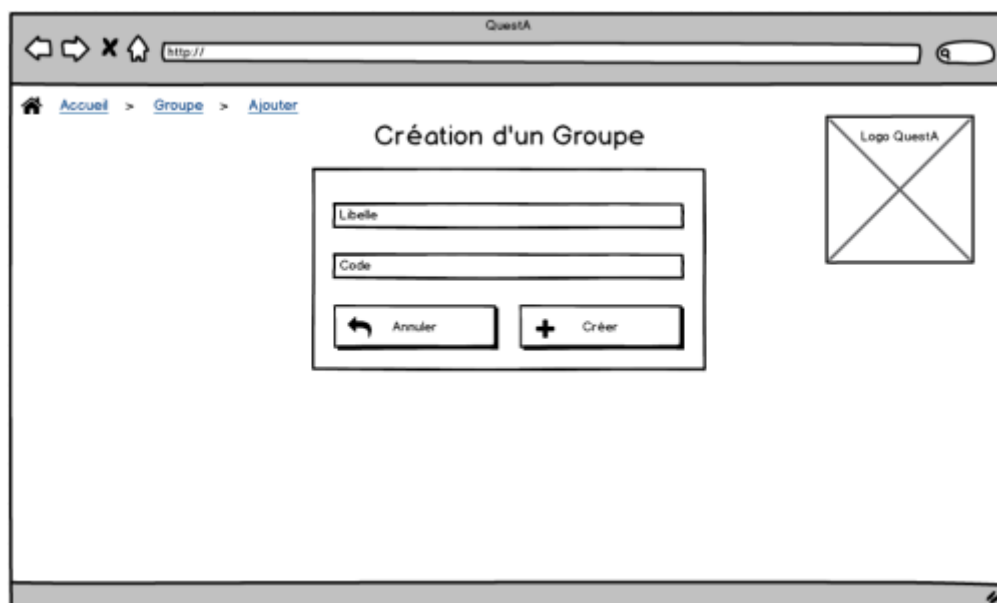 QuestA
http://
Accueil > Groupe > Ajouter
Création d'un Groupe
Logo QuestA
Libelle
Code
Annuler
Créer